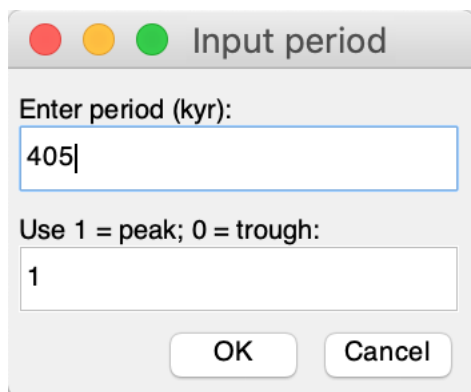 Input period
Enter period (kyr):
405
Use 1 = peak; 0 = trough:
1
OK Cancel